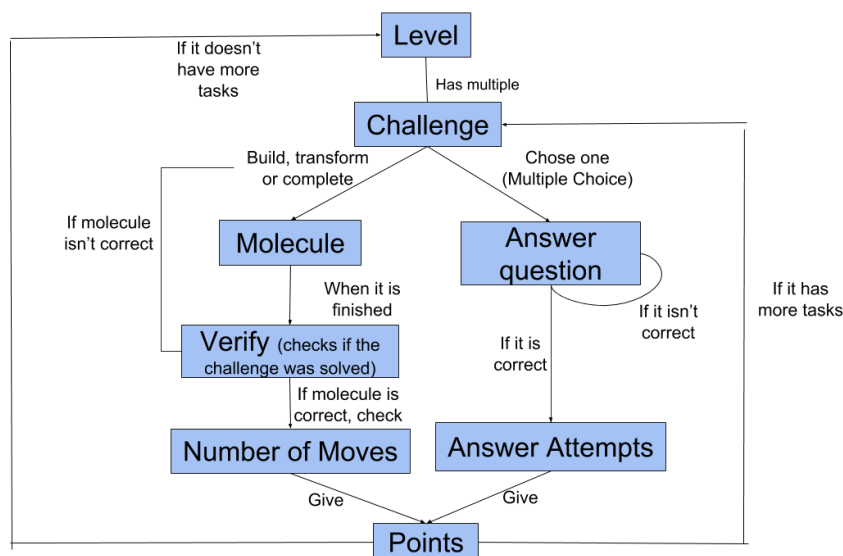 Level
If it doesn't
have more
tasks
Has multiple
Challenge
Build, transform
or complete
Chose one
(Multiple Choice)
If molecule
isn't correct
Molecule
Answer
question
When it is
finished
If it has
more tasks
If it isn't
correct
Verify (checks if the
challenge was solved)
If it is
correct
If molecule is
correct, check
Number of Moves
Answer Attempts
Give
Give
Points